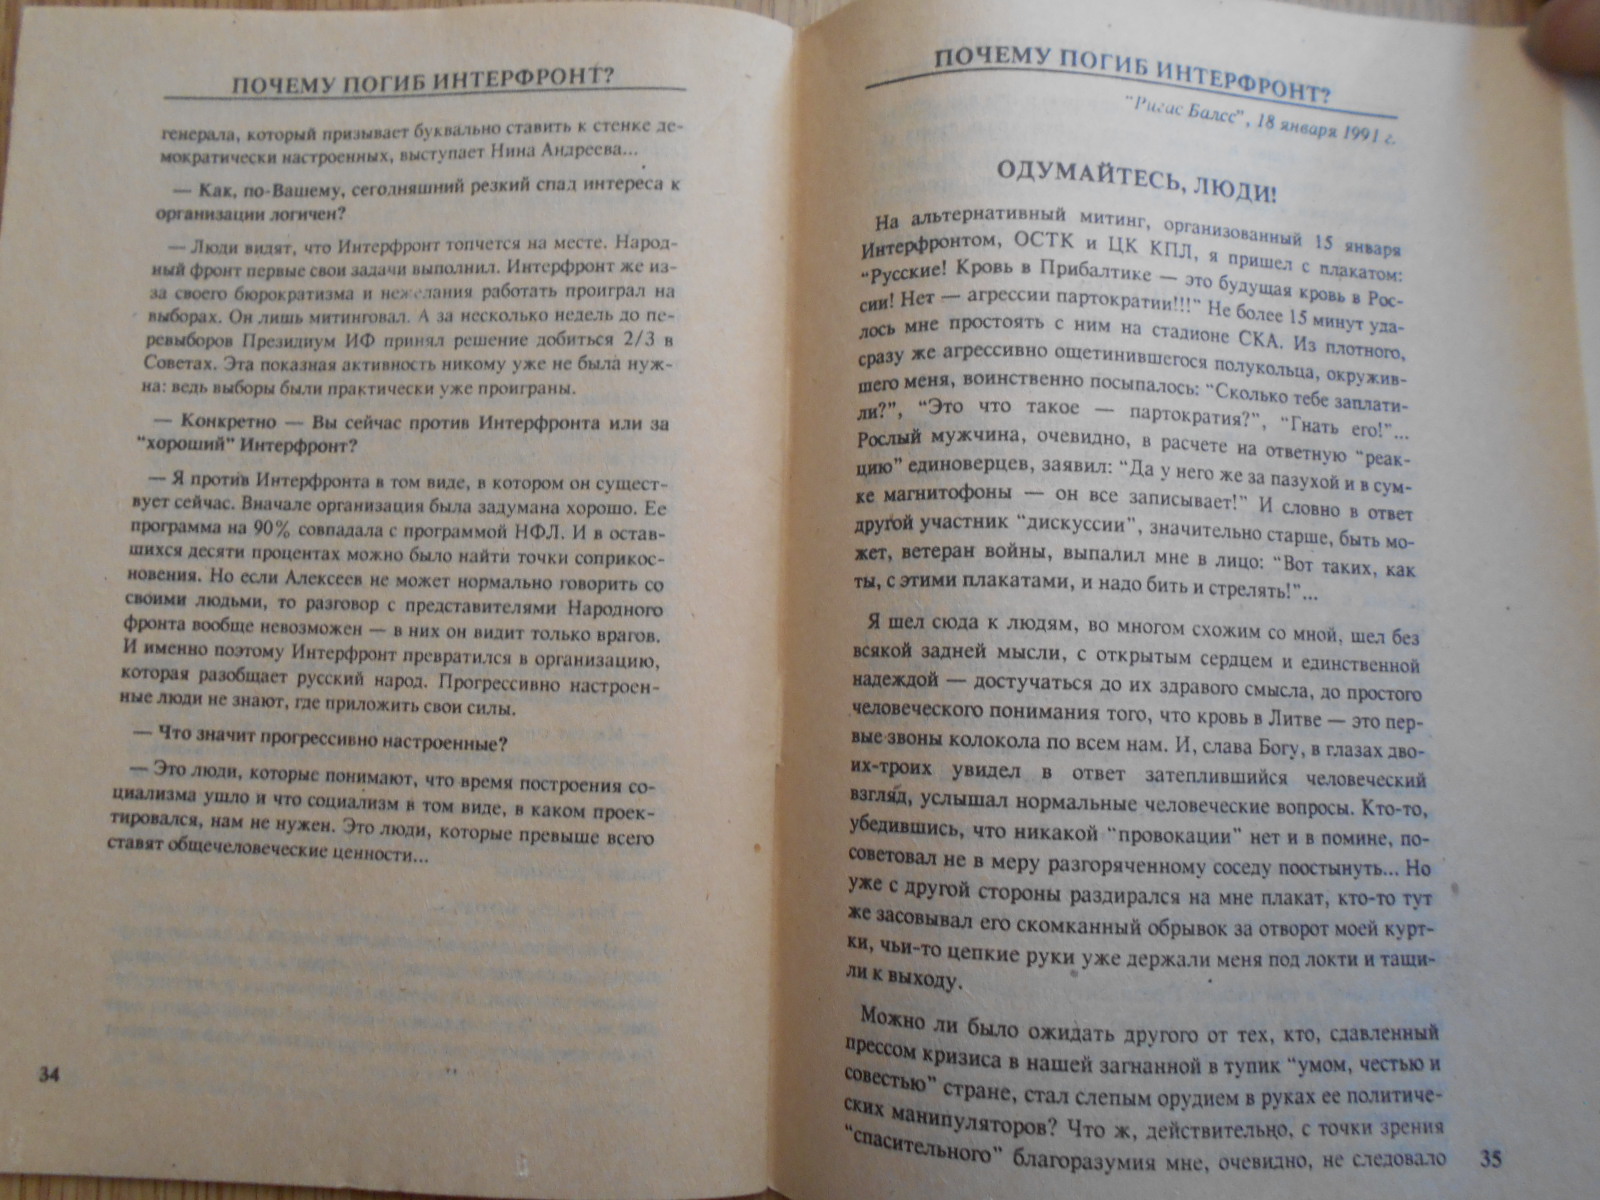 ПОЧЕМУ ПОГИБ ИНТЕРФРОНТ?
генерала, который призывает буквально ставить к стенке де-
мократически настроенных, выступает Нина Андреева...
— Как, по-Вашему, сегодняшний резкий спад интереса к
организации логичен?
— Люди видят, что Интерфронт топчется на месте. Народ-
ный фронт первые свои задачи выполнил. Интерфронт же из-
за своего бюрократизма и нежелания работать проиграл на
выборах. Он лишь митинговал. А за несколько недель до пе-
ревыборов Президиум ИФ принял решение добиться 2/3 в
Советах. Эта показная активность никому уже не была нуж-
на: ведь выборы были практически уже проиграны.
— Конкретно — Вы сейчас против Интерфронта или за
"хороший" Интерфронт?
— Я против Интерфронта в том виде, в котором он сущест-
вует сейчас. Вначале организация была задумана хорошо. Ее
программа на 90% совпадала с программой НФЛ. И в остав-
шихся десяти процентах можно было найти точки соприкос-
новения. Но если Алексеев не может нормально говорить со
своими людьми, то разговор с представителями Народного
фронта вообще невозможен — в них он видит только врагов.
И именно поэтому Интерфронт превратился в организацию,
которая разобщает русский народ. Прогрессивно настроен-
ные люди не знают, где приложить свои силы.
— Что значит прогрессивно настроенные?
— Это люди, которые понимают, что время построения со-
циализма ушло и что социализм в том виде, в каком проек-
тировался, нам не нужен. Это люди, которые превыше всего
ставят общечеловеческие ценности...
34
ПОЧЕМУ ПОГИБ ИНТЕРФРОНТ?
"Ригас Балсс", 18 января 1991 г.
ОДУМАЙТЕСЬ, ЛЮДИ!
На альтернативный митинг, организованный 15 января
Интерфронтом, ОСТК и ЦК КПЛ, я пришел с плакатом:
"Русские! Кровь в Прибалтике — это будущая кровь в Рос-
сии! Нет — агрессии партократии!!!" Не более 15 минут уда-
лось мне простоять с ним на стадионе СКА. Из плотного,
сразу же агрессивно ощетинившегося полукольца, окружив-
шего меня, воинственно посыпалось: "Сколько тебе заплати-
ли?", "Это что такое — партократия?", "Гнать его!"...
Рослый мужчина, очевидно, в расчете на ответную "реак-
цию" единоверцев, заявил: "Да у него же за пазухой и в сум-
ке магнитофоны — он все записывает!" И словно в ответ
другой участник "дискуссии", значительно старше, быть мо-
жет, ветеран войны, выпалил мне в лицо: "Вот таких, как
ты, с этими плакатами, и надо бить и стрелять!"...
Я шел сюда к людям, во многом схожим со мной, шел без
всякой задней мысли, с открытым сердцем и единственной
надеждой — достучаться до их здравого смысла, до простого
человеческого понимания того, что кровь в Литве — это пер-
вые звоны колокола по всем нам. И, слава Богу, в глазах дво-
их-троих увидел в ответ затеплившийся человеческий
взгляд, услышал нормальные человеческие вопросы. Кто-то,
убедившись, что никакой "провокации" нет и в помине, по-
советовал не в меру разгоряченному соседу поостынуть... Но
уже с другой стороны раздирался на мне плакат, кто-то тут
же засовывал его скомканный обрывок за отворот моей курт-
ки, чьи-то цепкие руки уже держали меня под локти и тащи-
ли к выходу.
Можно ли было ожидать другого от тех, кто, сдавленный
прессом кризиса в нашей загнанной в тупик "умом, честью и
совестью" стране, стал слепым орудием в руках ее политиче-
ских манипуляторов? Что ж, действительно, с точки зрения
"спасительного" благоразумия мне, очевидно, не следовало
35